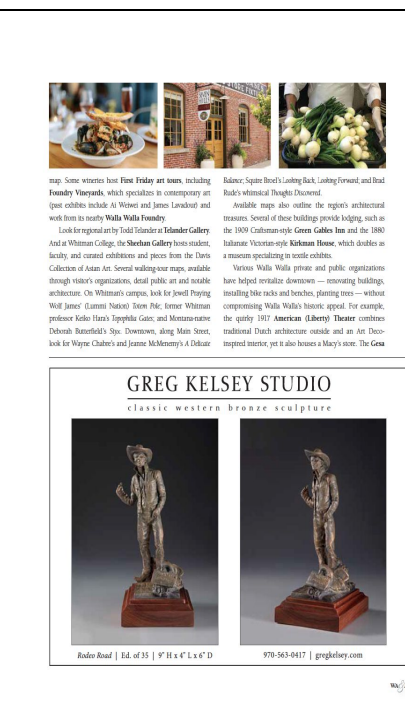 map. Some wineries host First Friday art tours, including
Foundry Vineyards, which specializes in contemporary art
(past exhibits include Ai Weiwei and James Lavadour) and
work from its nearby Walla Walla Foundry.
Look for regional art by Todd Telander at Telander Gallery.
And at Whitman College, the Sheehan Gallery hosts student,
faculty, and curated exhibitions and pieces from the Davis
Collection of Asian Art. Several walking-tour maps, available
through visitor's organizations, detail public art and notable
architecture. On Whitman's campus, look for Jewell Praying
Wolf James' (Lummi Nation) Totem Pole; former Whitman
professor Keiko Hara's Topophilia Gates; and Montana-native
Deborah Butterfield's Styx. Downtown, along Main Street,
look for Wayne Chabre's and Jeanne McMenemy's A Delicate
Balance; Squire Broel's Looking Back, Looking Forward; and Brad
Rude's whimsical Thoughts Discovered.
Available maps also outline the region's architectural
treasures. Several of these buildings provide lodging, such as
the 1909 Craftsman-style Green Gables Inn and the 1880
Italianate Victorian-style Kirkman House, which doubles as
a museum specializing in textile exhibits.
Various Walla Walla private and public organizations
have helped revitalize downtown — renovating buildings,
installing bike racks and benches, planting trees — without
compromising Walla Walla's historic appeal. For example,
the quirky 1917 American (Liberty) Theater combines
traditional Dutch architecture outside and an Art Deco-
inspired interior, yet it also houses a Macy's store. The Gesa
GREG KELSEY STUDIO
classic western bronze sculpture
Rodeo Road | Ed. of 35 | 9" H x 4" L x 6" D
970-563-0417 | gregkelsey.com